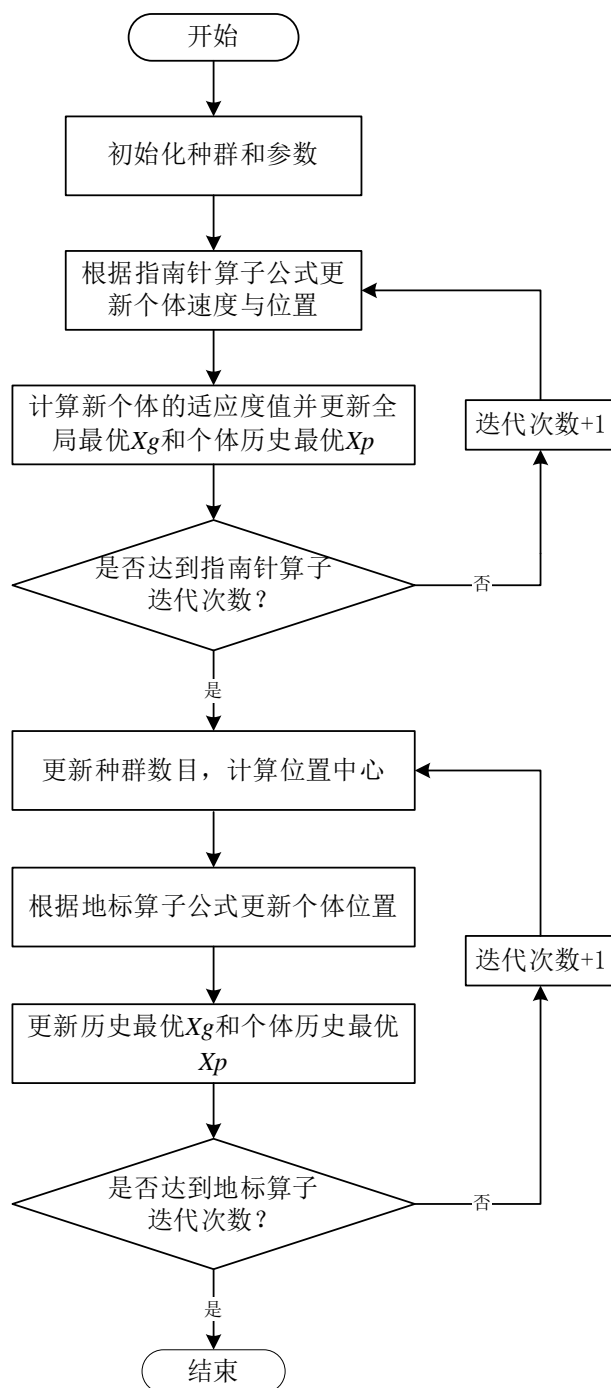 开始
初始化种群和参数
根据指南针算子公式更
新个体速度与位置
计算新个体的适应度值并更新全
局最优Xg和个体历史最优Xp
迭代次数+1
是否达到指南针算子
迭代次数？
否
是
更新种群数目，计算位置中心
根据地标算子公式更新个体位置
迭代次数+1
更新历史最优Xg和个体历史最优
Xp
是否达到地标算子
迭代次数？
否
是
结束